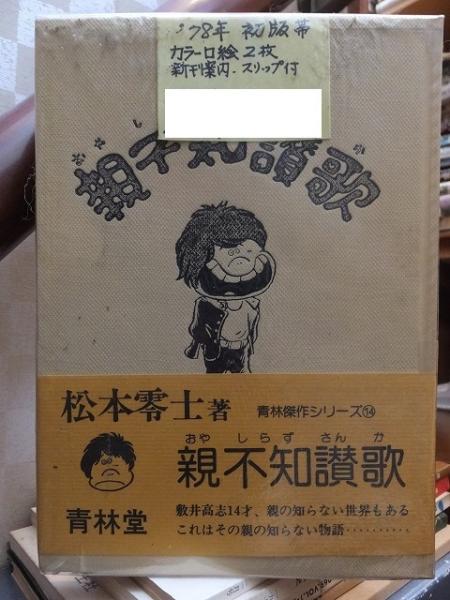 '78年 初版 帯
カラー口絵2枚
新刊案内.スリップ付
親不知讃歌
松本零士著
青林傑作シリーズ⑭
おや しらず さん か
親不知讃歌
青林堂
敷井高志14才、親の知らない世界もある
これはその親の知らない物語…………